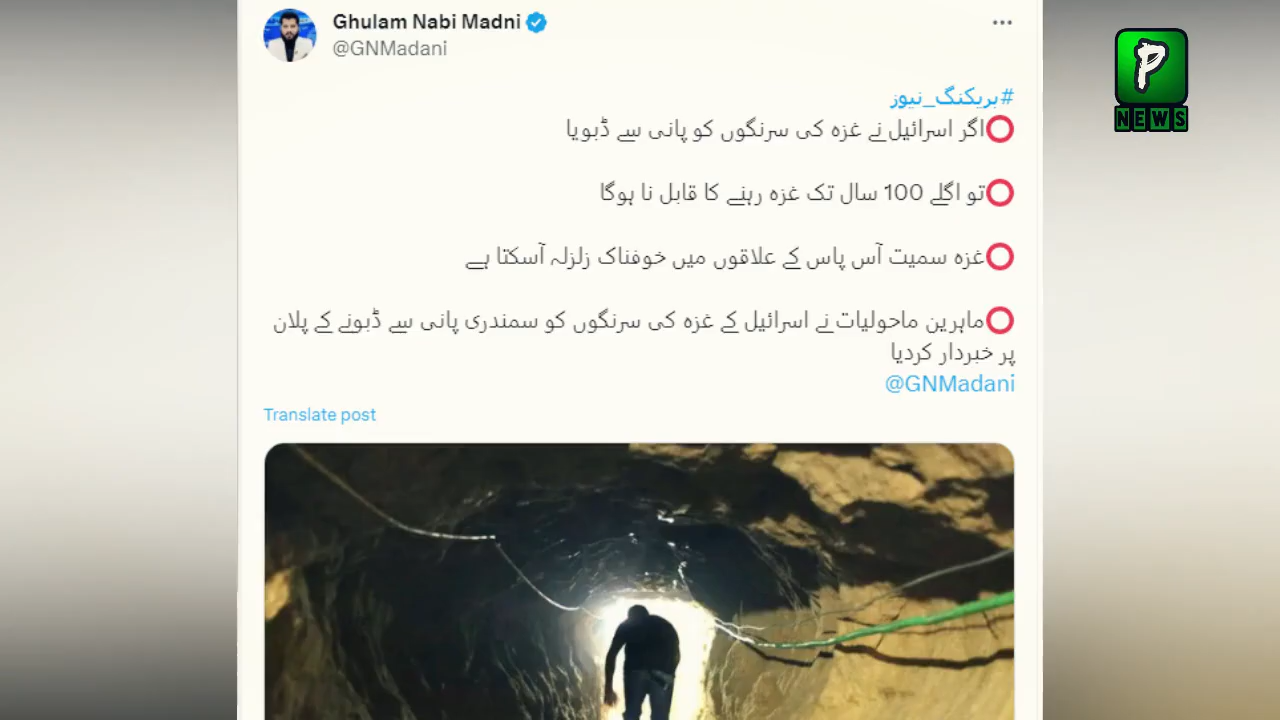 Ghulam Nabi Madni
@GNMadani
#بریکنگ_نیوز
اگر اسرائیل نے غزہ کی سرنگوں کو پانی سے ڈبویا
تو اگلے 100 سال تک غزہ رہنے کا قابل نا ہوگا
غزہ سمیت آس پاس کے علاقوں میں خوفناک زلزلہ آسکتا ہے
ماہرین ماحولیات نے اسرائیل کے غزہ کی سرنگوں کو سمندری پانی سے ڈبونے کے پلان
پر خبردار کردیا
@GNMadani
Translate post
P
NEWS